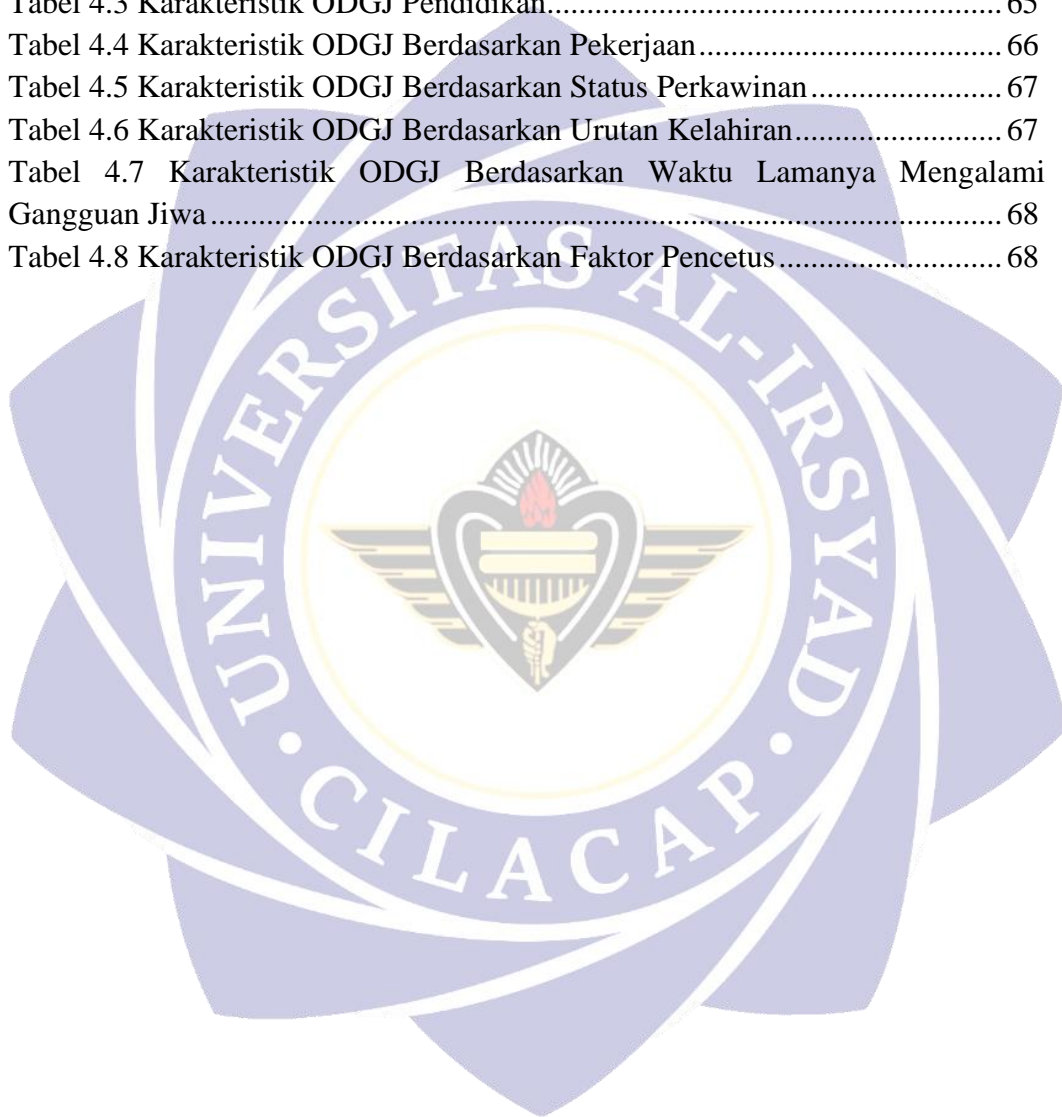 Tabel 4.3 Karakteristik ODGJ Pendidikan.......................................................... 65
Tabel 4.4 Karakteristik ODGJ Berdasarkan Pekerjaan...................................... 66
Tabel 4.5 Karakteristik ODGJ Berdasarkan Status Perkawinan........................ 67
Tabel 4.6 Karakteristik ODGJ Berdasarkan Urutan Kelahiran.......................... 67
Tabel 4.7 Karakteristik ODGJ Berdasarkan Waktu Lamanya Mengalami
Gangguan Jiwa.................................................................................................... 68
Tabel 4.8 Karakteristik ODGJ Berdasarkan Faktor Pencetus............................ 68
UNIVERSITAS AL-IRSYAD
• CILACAP •